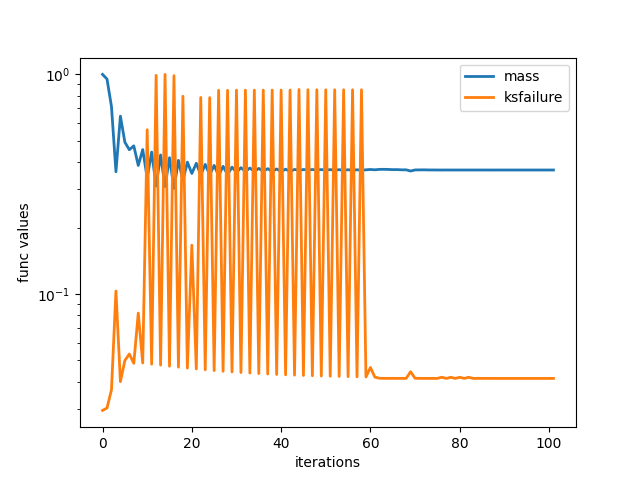 mass
ksfailure
10⁰
10⁻¹
func values
0
20
40
60
80
100
iterations